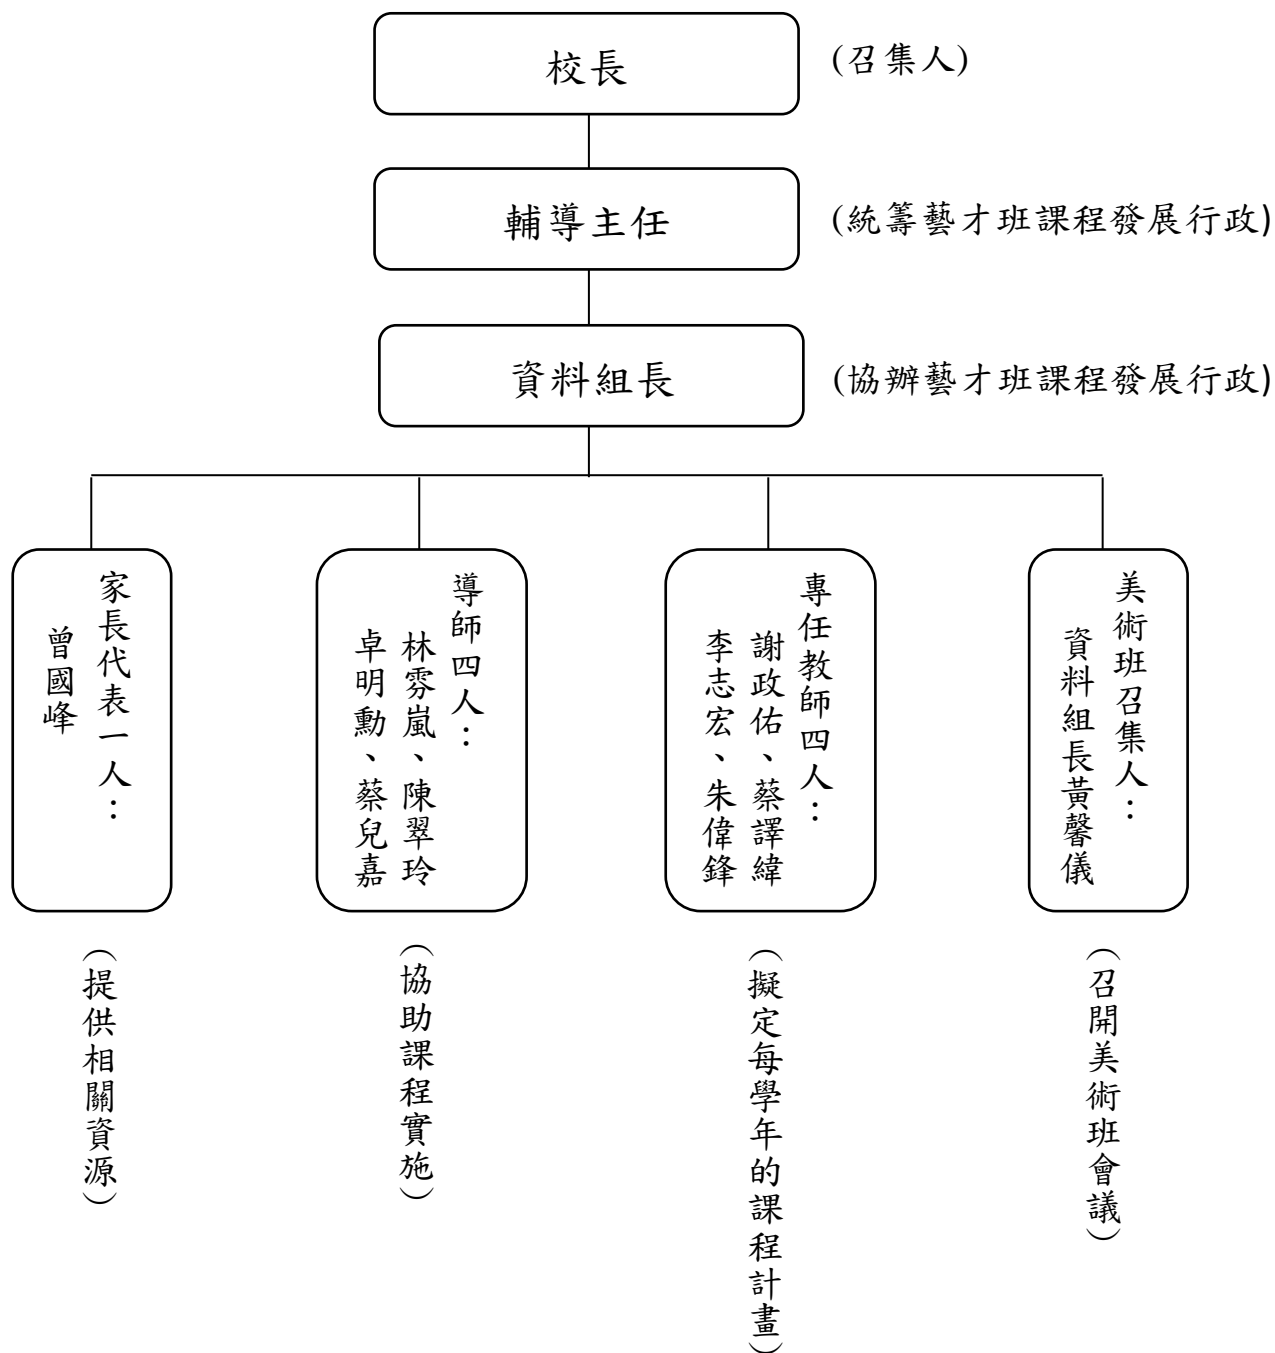 校長
(召集人)
輔導主任
(統籌藝才班課程發展行政)
資料組長
(協辦藝才班課程發展行政)
美術班召集人：
資料組長黃馨儀
專任教師四人：
謝政佑、蔡譯緯
李志宏、朱偉鋒
導師四人：
林雰嵐、陳翠玲
卓明勳、蔡兒嘉
家長代表一人：
曾國峰
(召開美術班會議)
(擬定每學年的課程計畫)
(協助課程實施)
(提供相關資源)